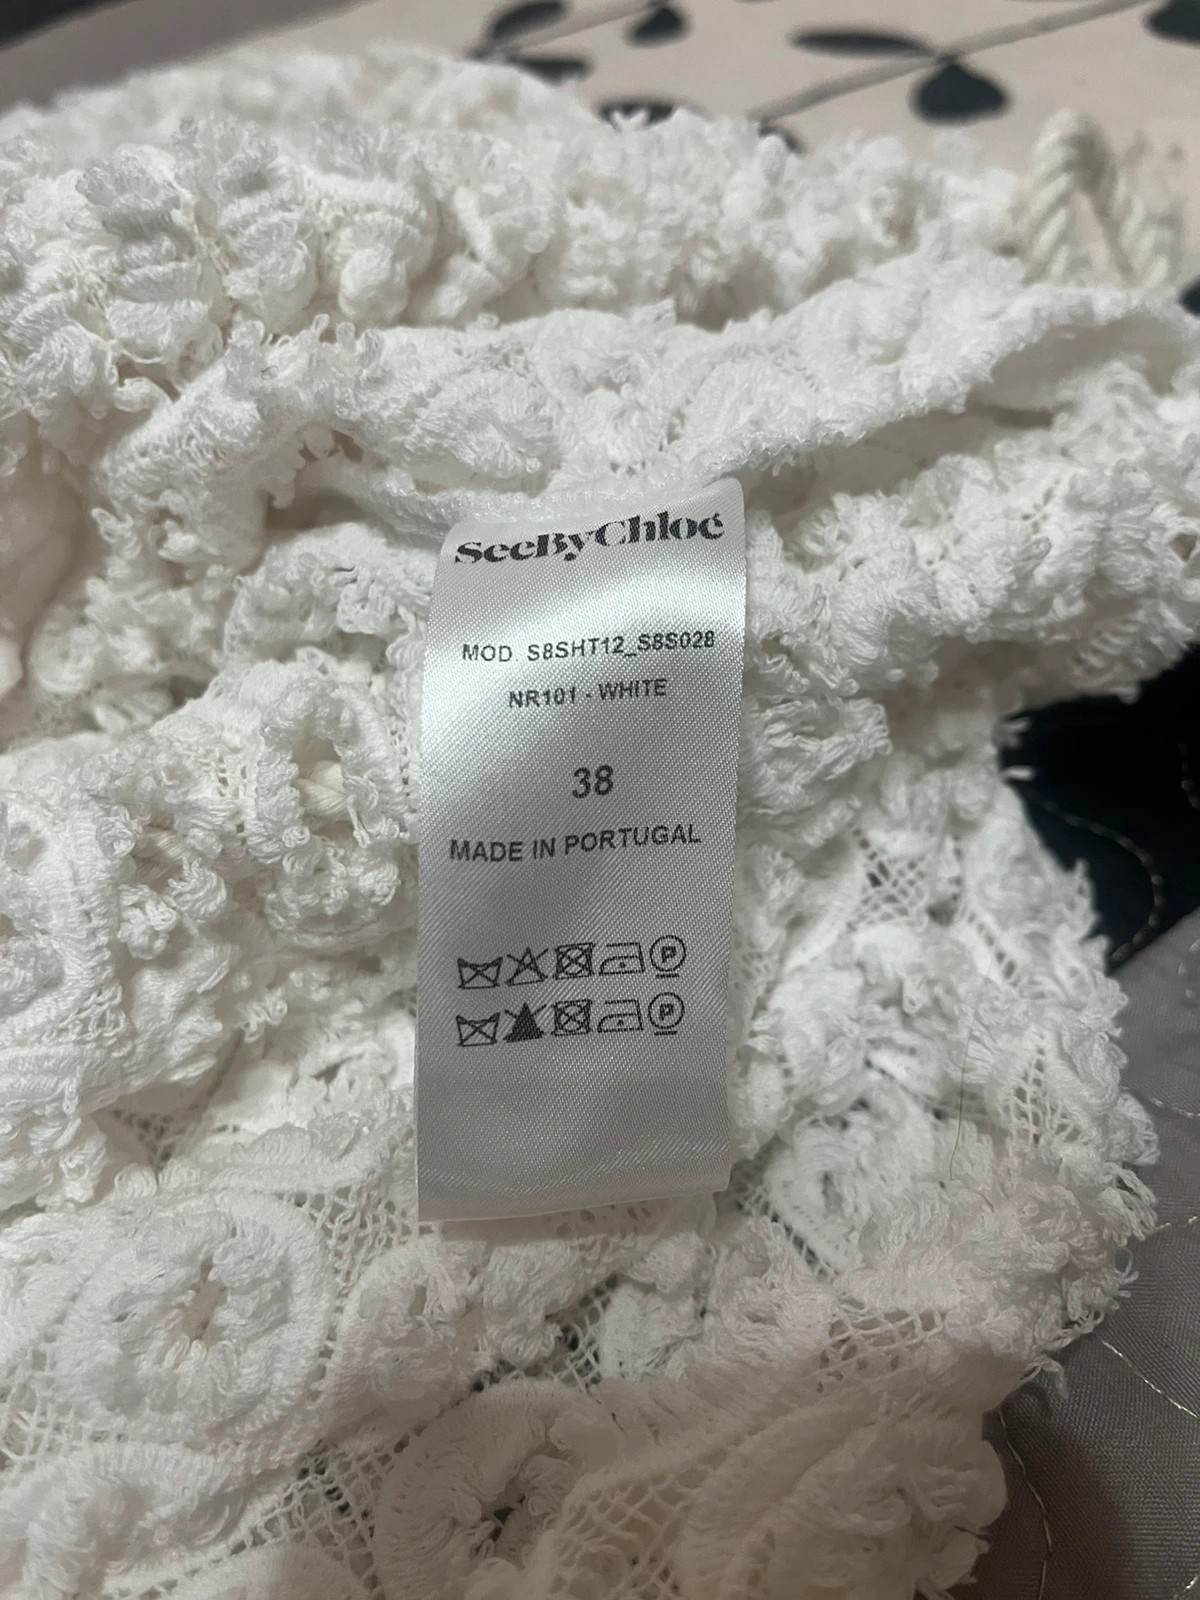 SeeByChloé
MOD. S8SHT12_S8S028
NR101 - WHITE
38
MADE IN PORTUGAL
P
P